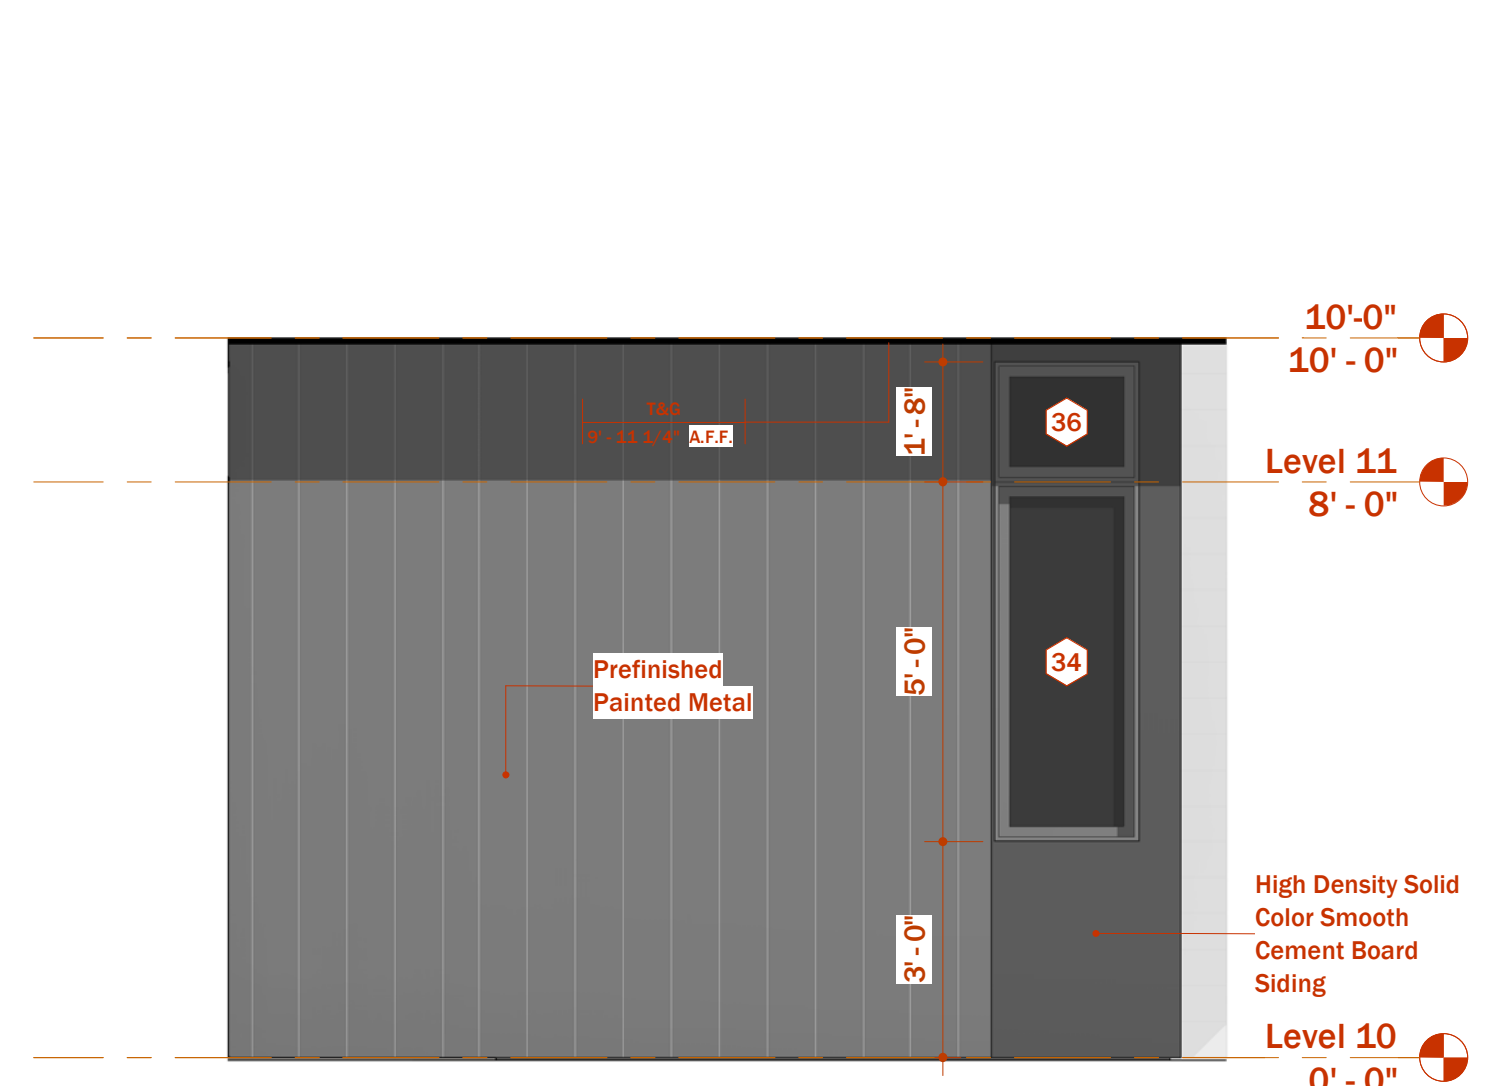 10'-0"
10' - 0"
1' - 8"
36
T&G
9' - 11 1/4" A.F.F.
Level 11
8' - 0"
5' - 0"
34
Prefinished
Painted Metal
3' - 0"
High Density Solid
Color Smooth
Cement Board
Siding
Level 10
0' - 0"